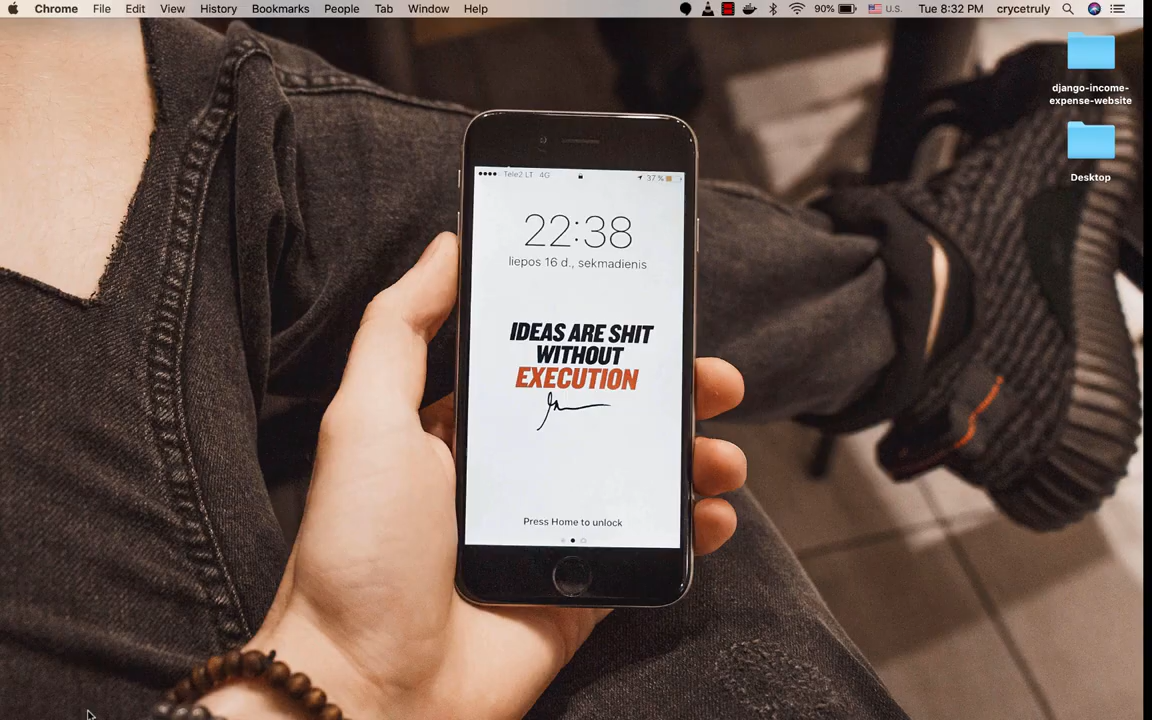 Chrome File Edit View History Bookmarks People Tab Window Help 90% U.S. Tue 8:32 PM crycetruly
django-income-
expense-website
Desktop
Tele2 LT 4G 37 %
22:38
liepos 16 d., sekmadienis
IDEAS ARE SHIT
WITHOUT
EXECUTION
Press Home to unlock